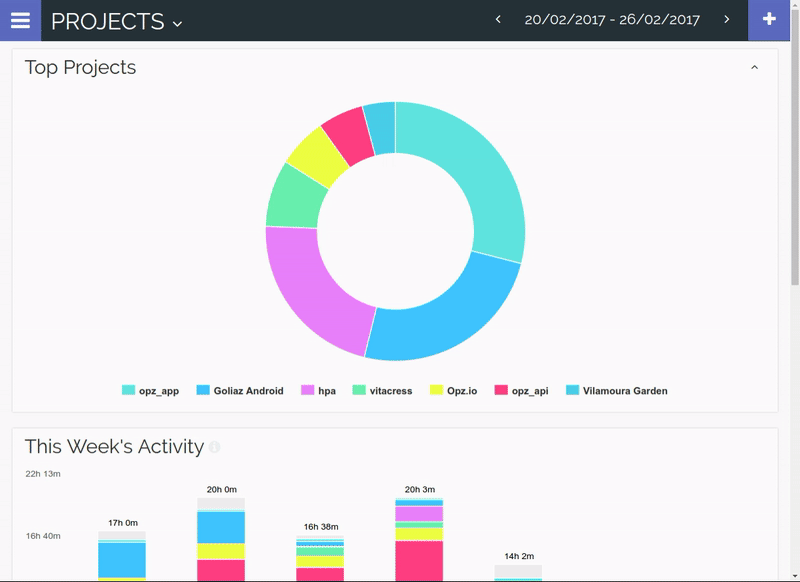 PROJECTS
20/02/2017 - 26/02/2017
Top Projects
opz_app Goliaz Android hpa vitacress Opz.io opz_api Vilamoura Garden
This Week's Activity
22h 13m
20h 0m
20h 3m
17h 0m
16h 38m
16h 40m
14h 2m